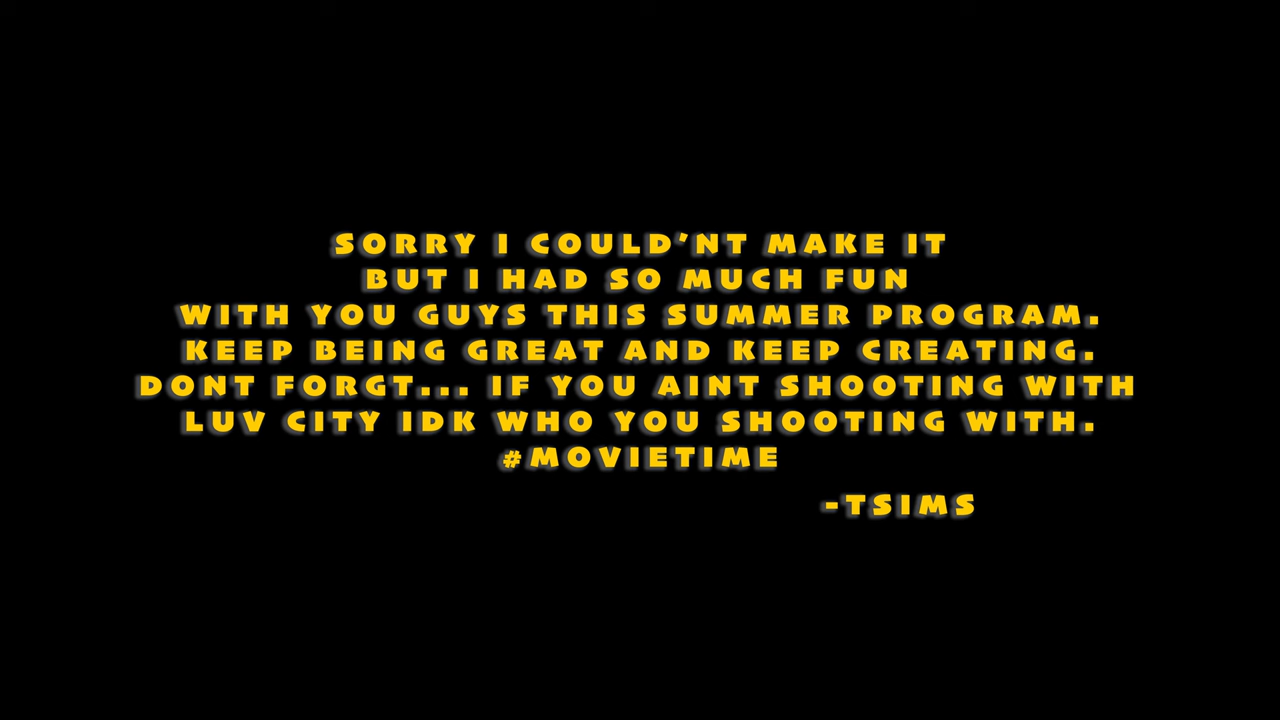 SORRY I COULD'NT MAKE IT
BUT I HAD SO MUCH FUN
WITH YOU GUYS THIS SUMMER PROGRAM.
KEEP BEING GREAT AND KEEP CREATING.
DONT FORGT... IF YOU AINT SHOOTING WITH
LUV CITY IDK WHO YOU SHOOTING WITH.
#MOVIETIME
-TSIMS